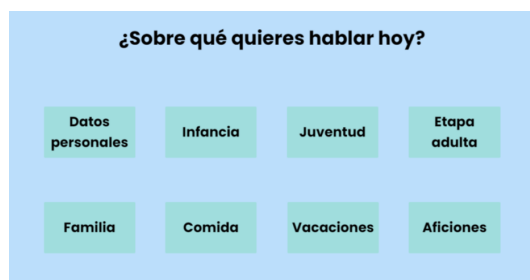 ¿Sobre qué quieres hablar hoy?
Datos
personales
Infancia
Juventud
Etapa
adulta
Familia
Comida
Vacaciones
Aficiones